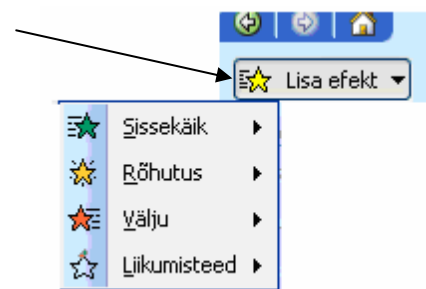 Lisa efekt
Sissekäik
Rõhutus
Välju
Liikumisteed